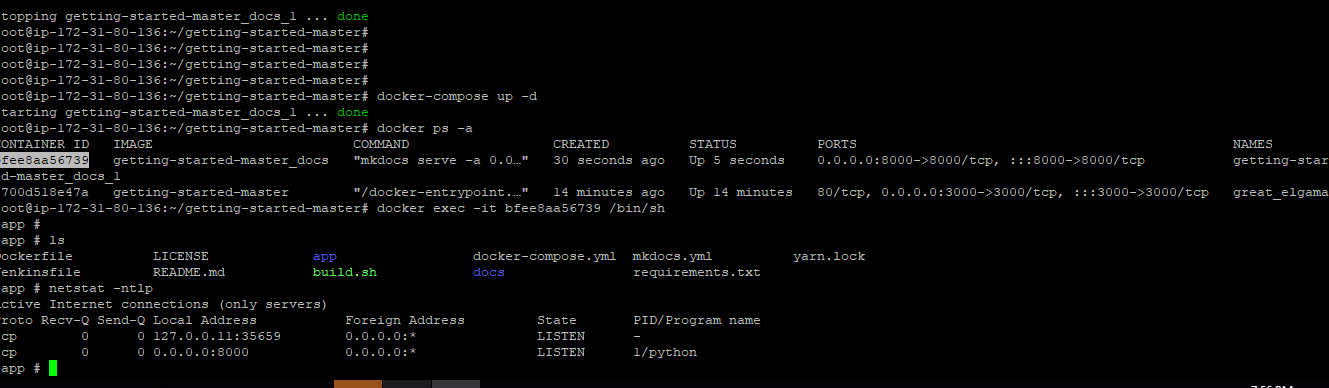 topping getting-started-master_docs_1 ... done
oot@ip-172-31-80-136:~/getting-started-master#
oot@ip-172-31-80-136:~/getting-started-master#
oot@ip-172-31-80-136:~/getting-started-master#
oot@ip-172-31-80-136:~/getting-started-master#
oot@ip-172-31-80-136:~/getting-started-master# docker-compose up -d
tarting getting-started-master_docs_1 ... done
oot@ip-172-31-80-136:~/getting-started-master# docker ps -a
ONTAINER ID   IMAGE                         COMMAND                  CREATED          STATUS          PORTS                                               NAMES
fee8aa56739   getting-started-master_docs   "mkdocs serve -a 0.0…"   30 seconds ago   Up 5 seconds    0.0.0.0:8000->8000/tcp, :::8000->8000/tcp           getting-star
ed-master_docs_1
700d518e47a   getting-started-master        "/docker-entrypoint.…"   14 minutes ago   Up 14 minutes   80/tcp, 0.0.0.0:3000->3000/tcp, :::3000->3000/tcp   great_elgama
oot@ip-172-31-80-136:~/getting-started-master# docker exec -it bfee8aa56739 /bin/sh
app #
app # ls
ockerfile          LICENSE             app                 docker-compose.yml  mkdocs.yml          yarn.lock
enkinsfile         README.md           build.sh            docs                requirements.txt
app # netstat -ntlp
ctive Internet connections (only servers)
roto Recv-Q Send-Q Local Address           Foreign Address         State       PID/Program name
cp        0      0 127.0.0.11:35659        0.0.0.0:*               LISTEN      -
cp        0      0 0.0.0.0:8000            0.0.0.0:*               LISTEN      1/python
app #